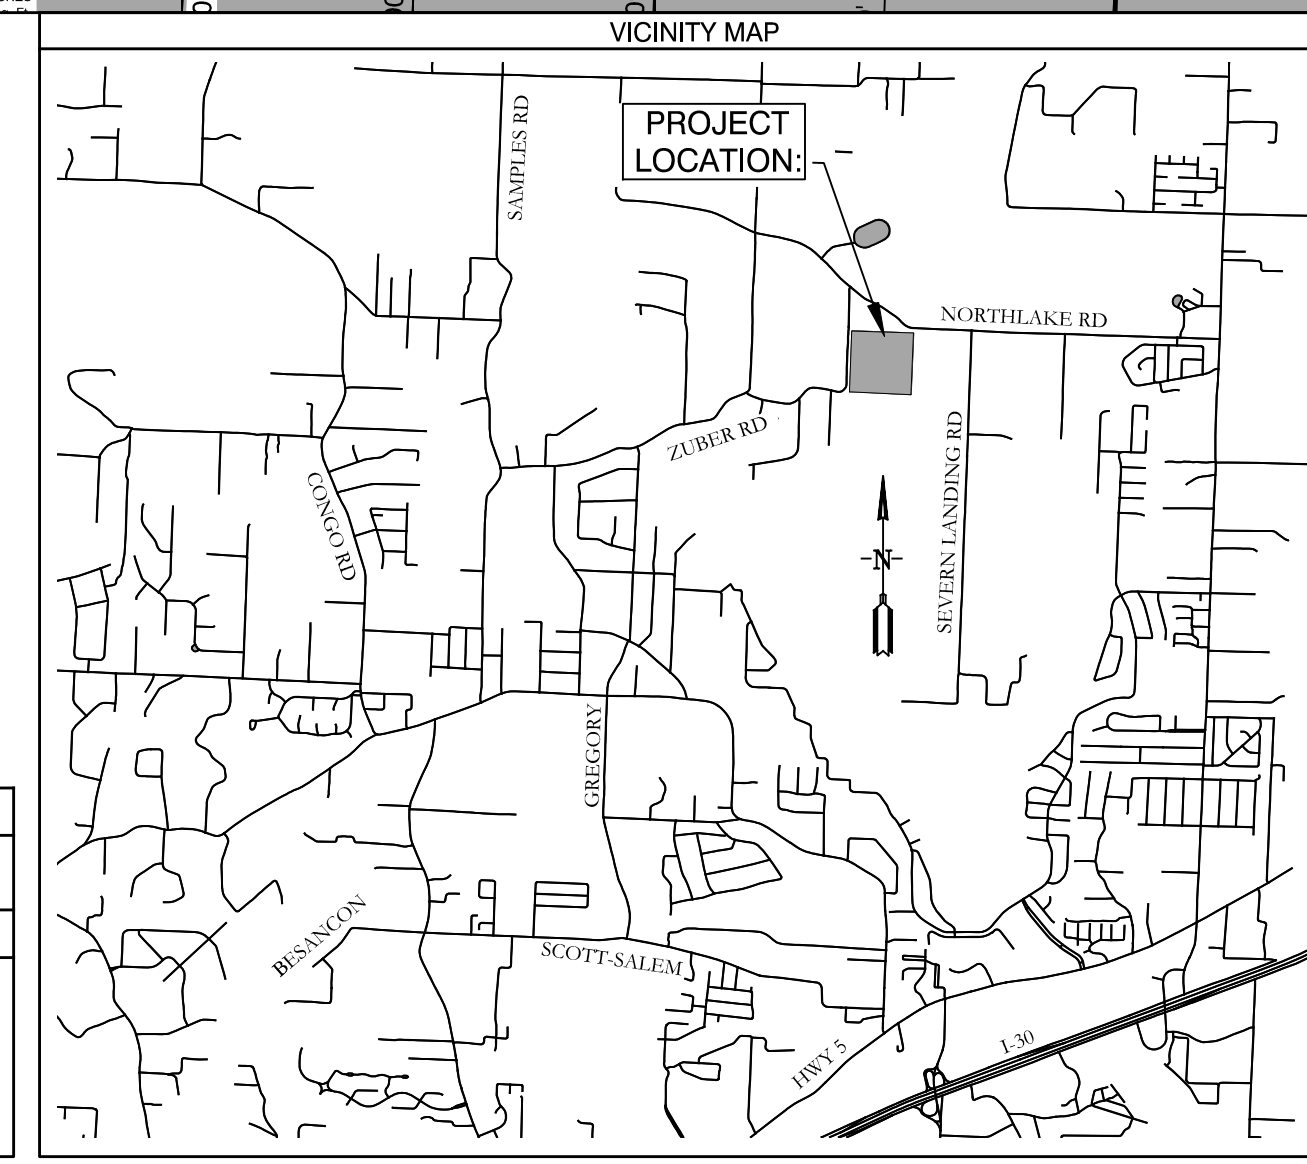 VICINITY MAP
SAMPLES RD
PROJECT
LOCATION:
NORTHLAKE RD
ZUBER RD
CONGO RD
SEVERN LANDING RD
-N-
GREGORY
BESANCON
SCOTT-SALEM
HWY 5
I-30